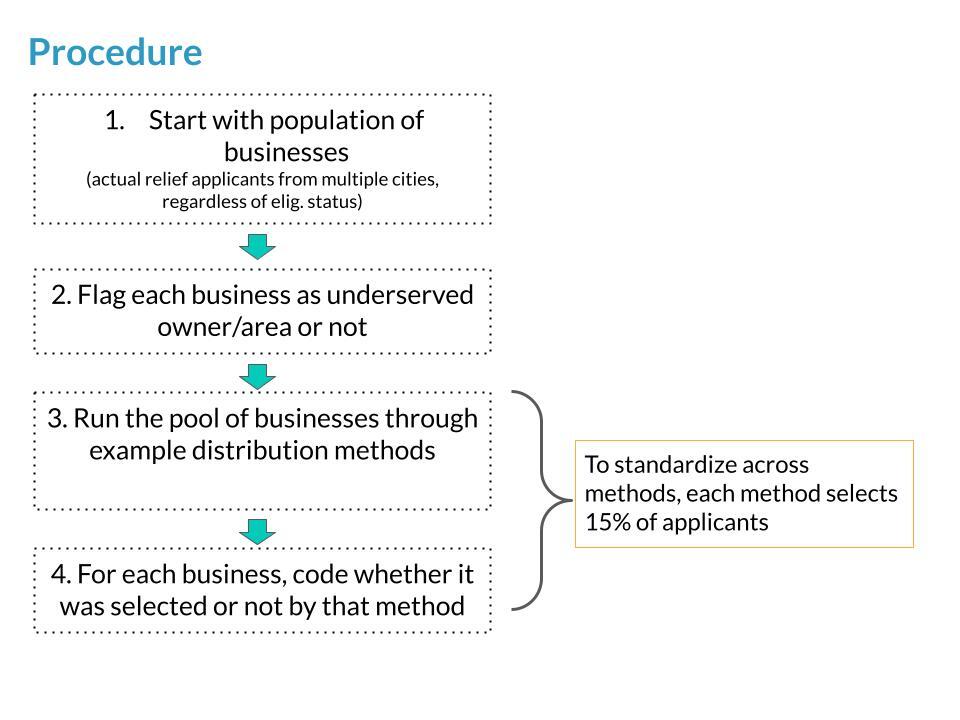 Procedure
1. Start with population of
businesses
(actual relief applicants from multiple cities,
regardless of elig. status)
2. Flag each business as underserved
owner/area or not
3. Run the pool of businesses through
example distribution methods
To standardize across
methods, each method selects
15% of applicants
4. For each business, code whether it
was selected or not by that method